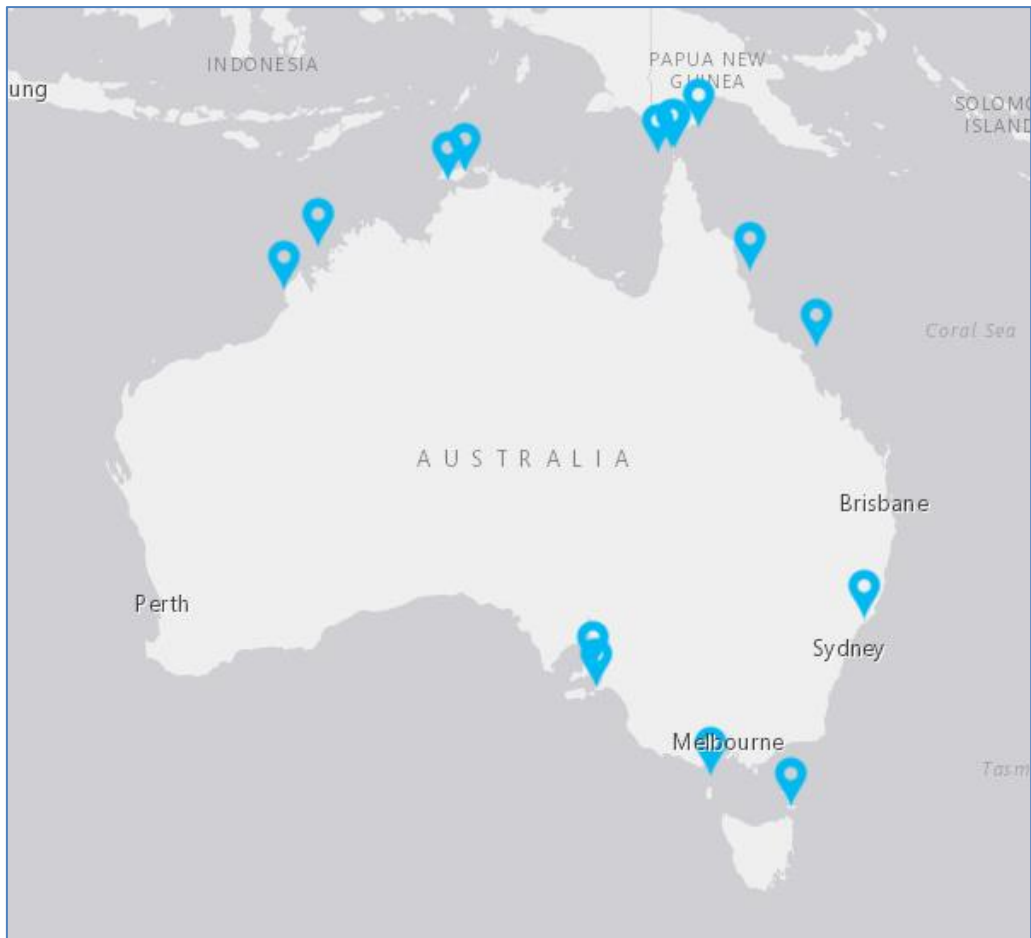 INDONESIA
PAPUA NEW
GUINEA
ung
SOLOMO
ISLAND
Coral Sea
AUSTRALIA
Brisbane
Perth
Sydney
Melbourne
Tasm